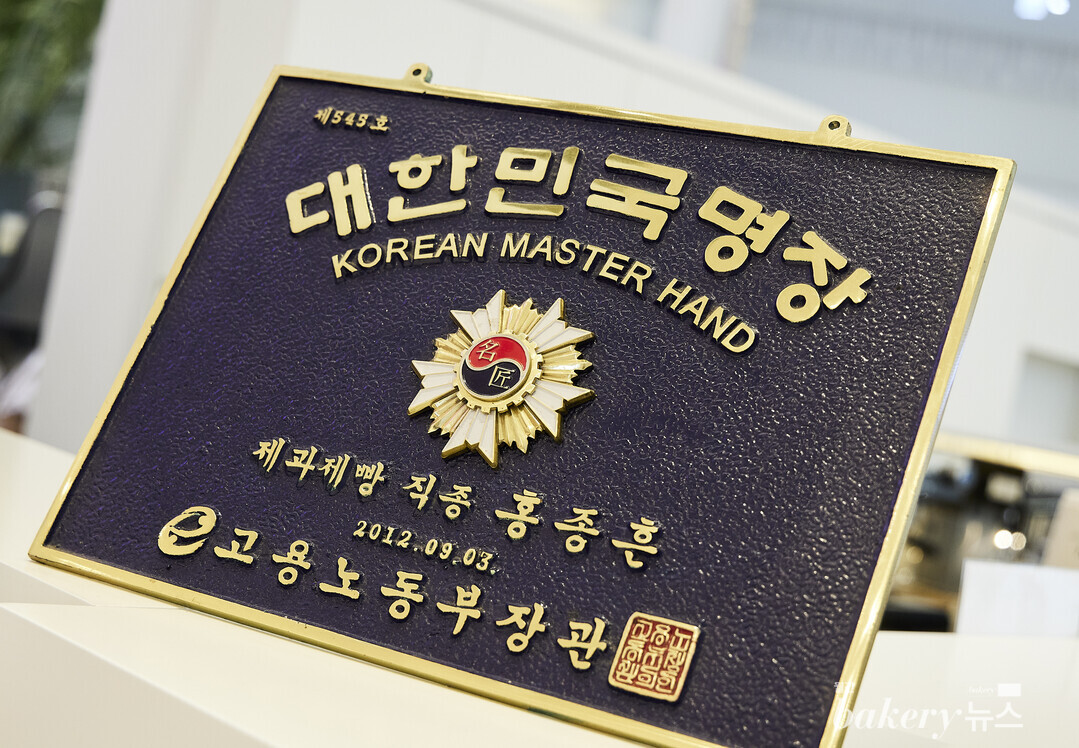 제545호
대한민국명장
KOREAN MASTER HAND
名匠
제과제빵 직종 홍종흔
2012.09.03.
고용노동부장관
bakery뉴스